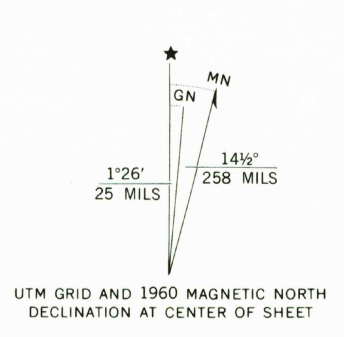 MN
GN
1°26'
25 MILS
14½°
258 MILS
UTM GRID AND 1960 MAGNETIC NORTH
DECLINATION AT CENTER OF SHEET